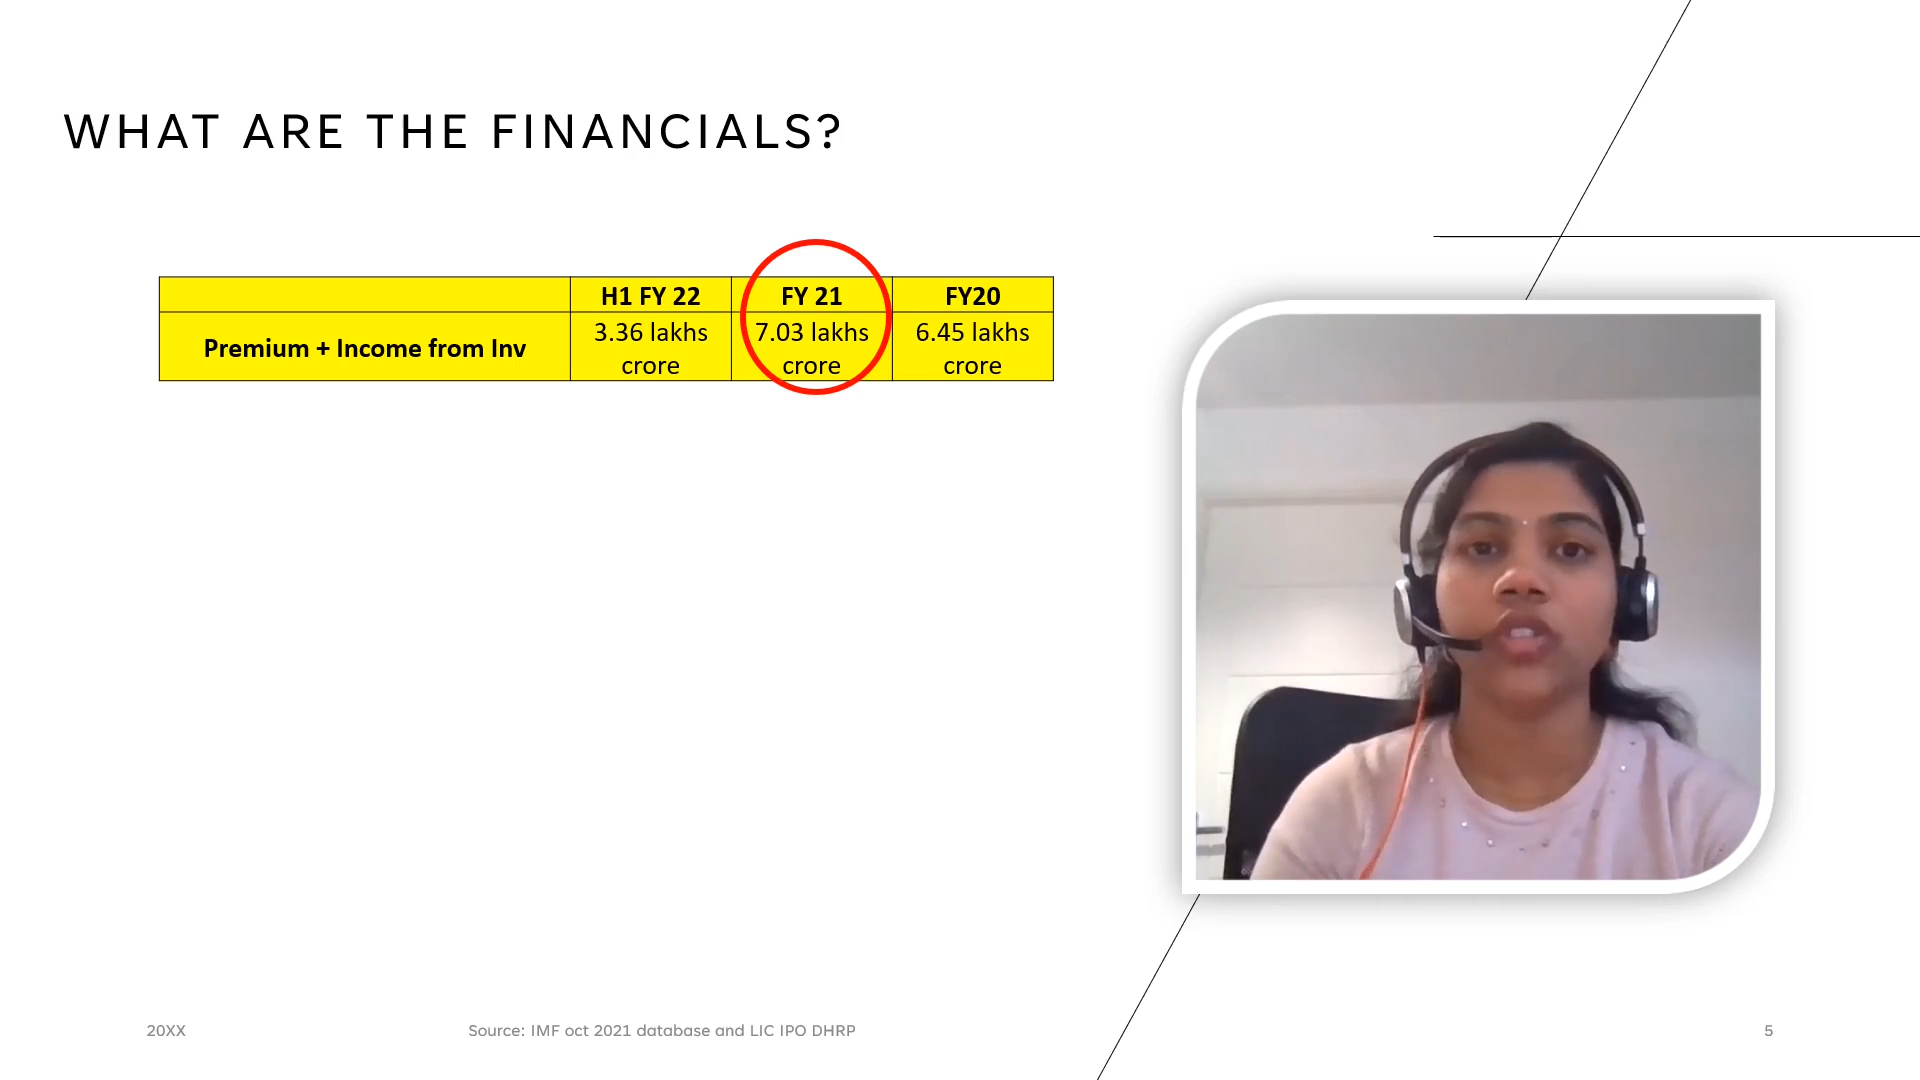 WHAT ARE THE FINANCIALS?
H1 FY 22 FY 21 FY20
Premium + Income from Inv 3.36 lakhs crore 7.03 lakhs crore 6.45 lakhs crore
20XX Source: IMF oct 2021 database and LIC IPO DHRP 5